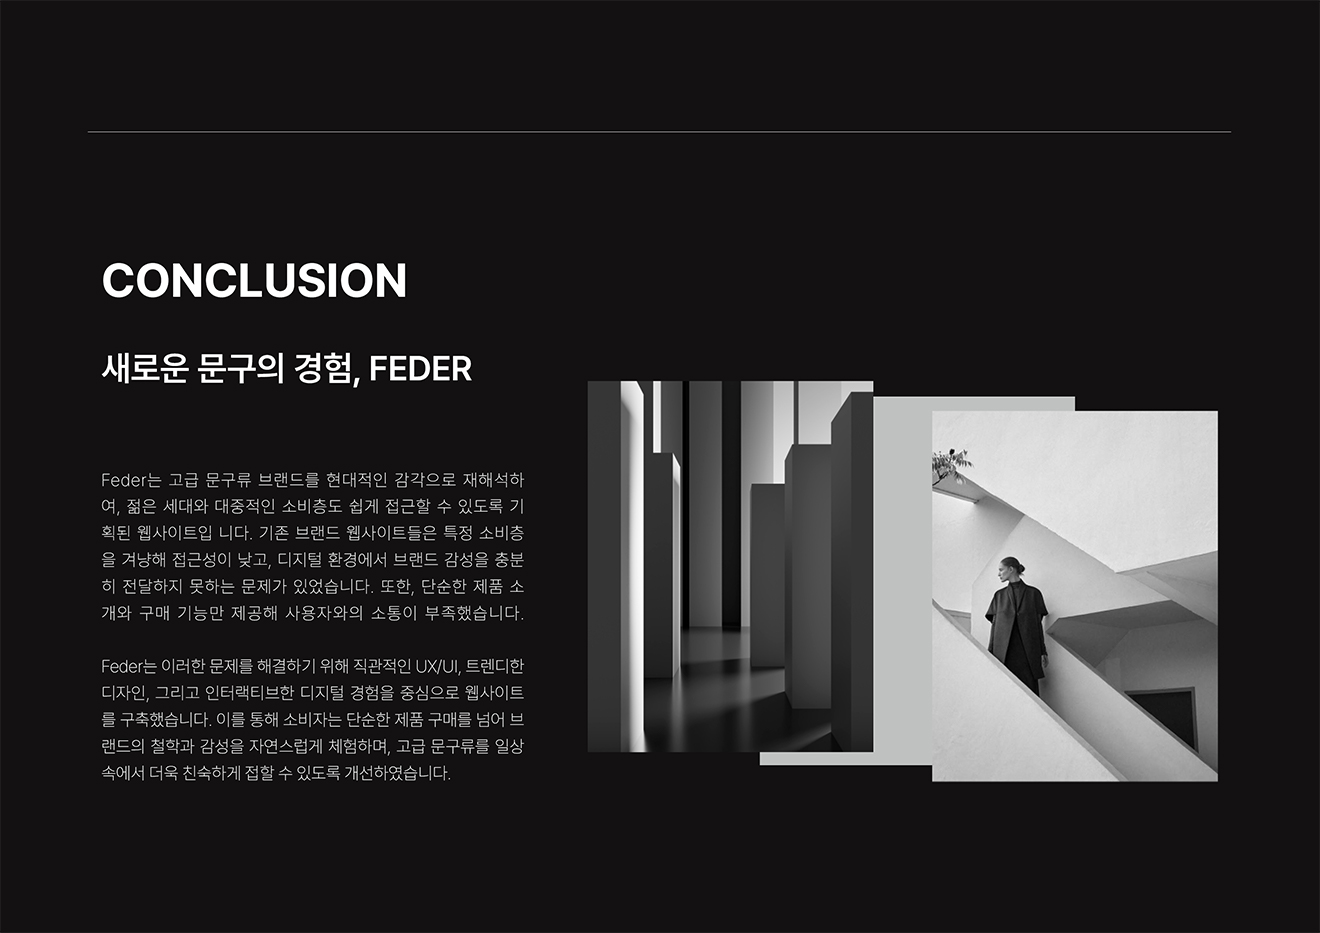 CONCLUSION
새로운 문구의 경험, FEDER
Feder는 고급 문구류 브랜드를 현대적인 감각으로 재해석하
여, 젊은 세대와 대중적인 소비층도 쉽게 접근할 수 있도록 기
획된 웹사이트입 니다. 기존 브랜드 웹사이트들은 특정 소비층
을 겨냥해 접근성이 낮고, 디지털 환경에서 브랜드 감성을 충분
히 전달하지 못하는 문제가 있었습니다. 또한, 단순한 제품 소
개와 구매 기능만 제공해 사용자와의 소통이 부족했습니다.
Feder는 이러한 문제를 해결하기 위해 직관적인 UX/UI, 트렌디한
디자인, 그리고 인터랙티브한 디지털 경험을 중심으로 웹사이트
를 구축했습니다. 이를 통해 소비자는 단순한 제품 구매를 넘어 브
랜드의 철학과 감성을 자연스럽게 체험하며, 고급 문구류를 일상
속에서 더욱 친숙하게 접할 수 있도록 개선하였습니다.